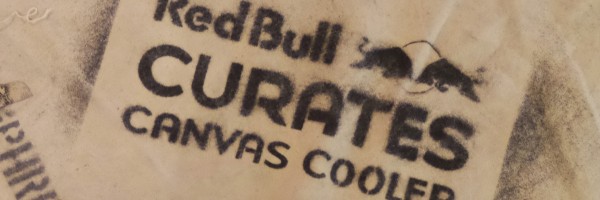 Red Bull
CURATES
CANVAS COOLER